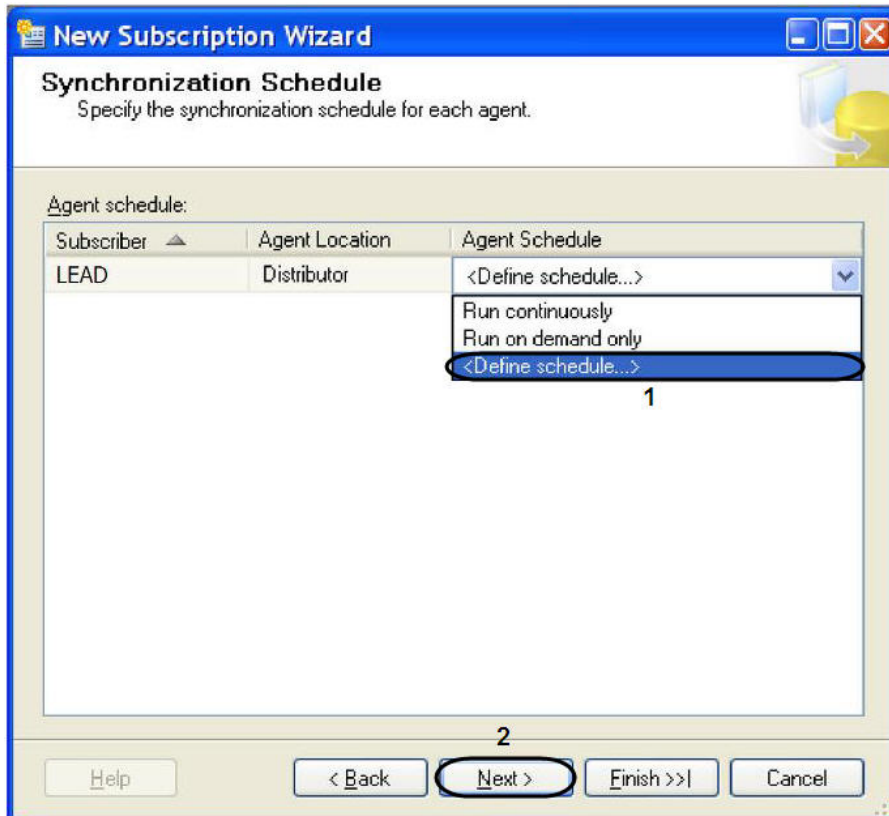 New Subscription Wizard
Synchronization Schedule
Specify the synchronization schedule for each agent.
Agent schedule:
Subscriber Agent Location Agent Schedule
LEAD Distributor <Define schedule...>
Run continuously
Run on demand only
<Define schedule...>
1
2
Help < Back Next > Finish >>| Cancel